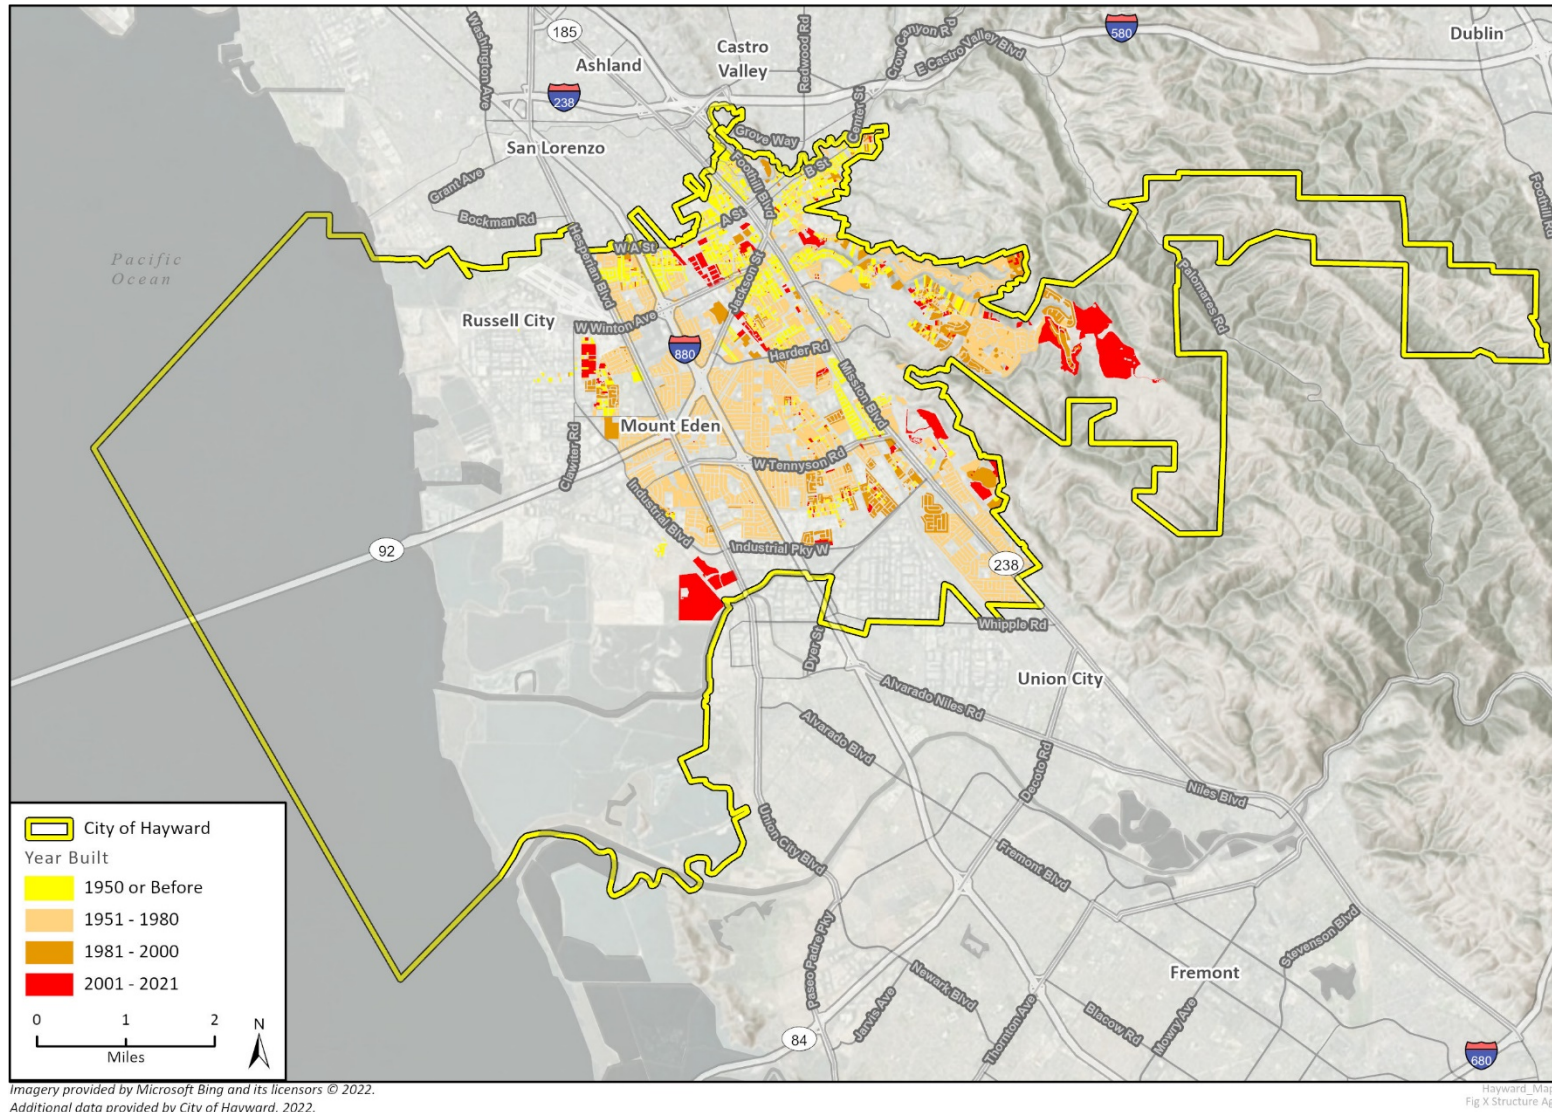 185
Ashland
Castro
Valley
Washington Ave
Redwood Rd
Crow Canyon Rd
E Castro Valley Blvd
580
Dublin
238
Grove Way
Center St
San Lorenzo
Foothill Blvd
B St
Grant Ave
Bockman Rd
A St
Foothill Rd
Hesperian Blvd
W A St
Pacific
Ocean
Jackson St
Palomares Rd
Russell City
W Winton Ave
880
Harder Rd
Mission Blvd
Mount Eden
Clawiter Rd
W Tennyson Rd
Industrial Blvd
Industrial Pky W
92
238
Whipple Rd
Dyer St
Union City
Alvarado Niles Rd
Alvarado Blvd
Decoto Rd
Niles Blvd
Union City Blvd
Fremont Blvd
Paseo Padre Pky
Newark Blvd
Stevenson Blvd
Fremont
Jarvis Ave
Thornton Ave
Blacow Rd
Mowry Ave
84
680
City of Hayward
Year Built
1950 or Before
1951 - 1980
1981 - 2000
2001 - 2021
0 1 2
Miles
N
Imagery provided by Microsoft Bing and its licensors © 2022.
Additional data provided by City of Hayward, 2022.
Hayward_Map
Fig X Structure Ag